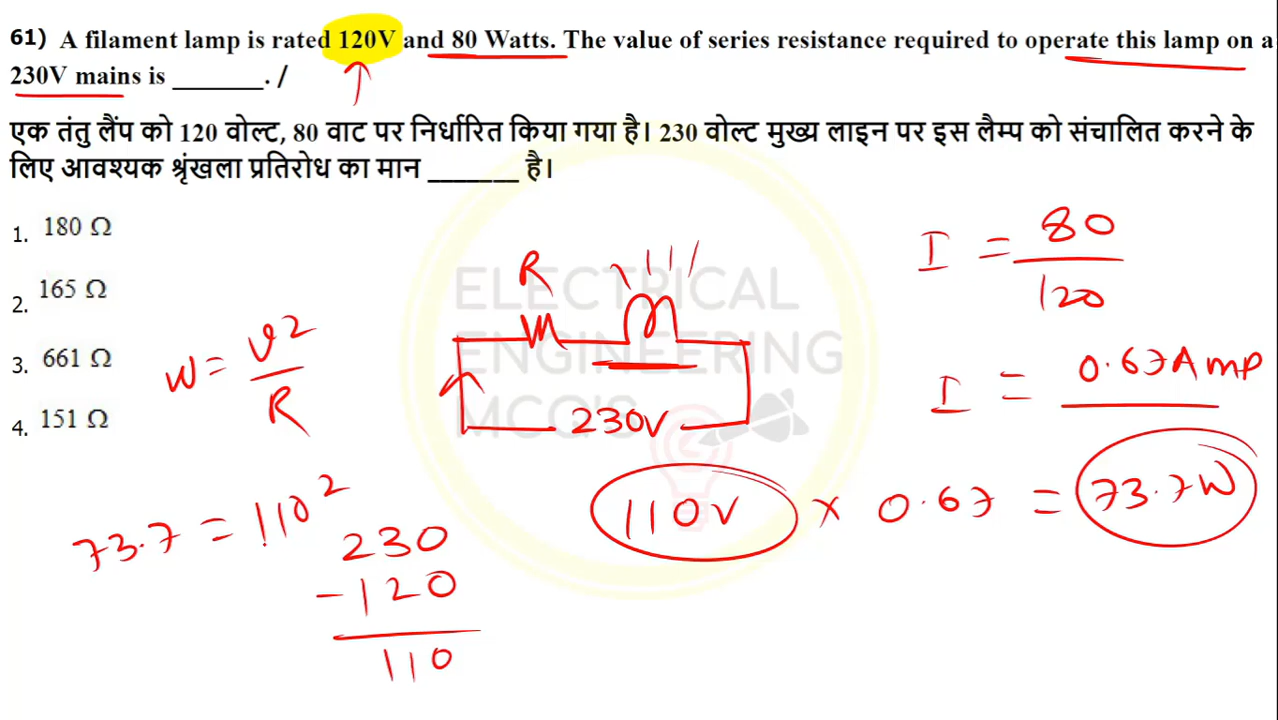 61) A filament lamp is rated 120V and 80 Watts. The value of series resistance required to operate this lamp on a
230V mains is _______. /
एक तंतु लैंप को 120 वोल्ट, 80 वाट पर निर्धारित किया गया है। 230 वोल्ट मुख्य लाइन पर इस लैम्प को संचालित करने के
लिए आवश्यक श्रृंखला प्रतिरोध का मान _______ है।
1. 180 Ω
2. 165 Ω
3. 661 Ω
4. 151 Ω
W = V2
R
R
230V
I = 80
120
I = 0.67Amp
110V × 0.67 = 73.7W
73.7 = 110 2
230
-120
110
ELECTRICAL
ENGINEERING
MCQ'S